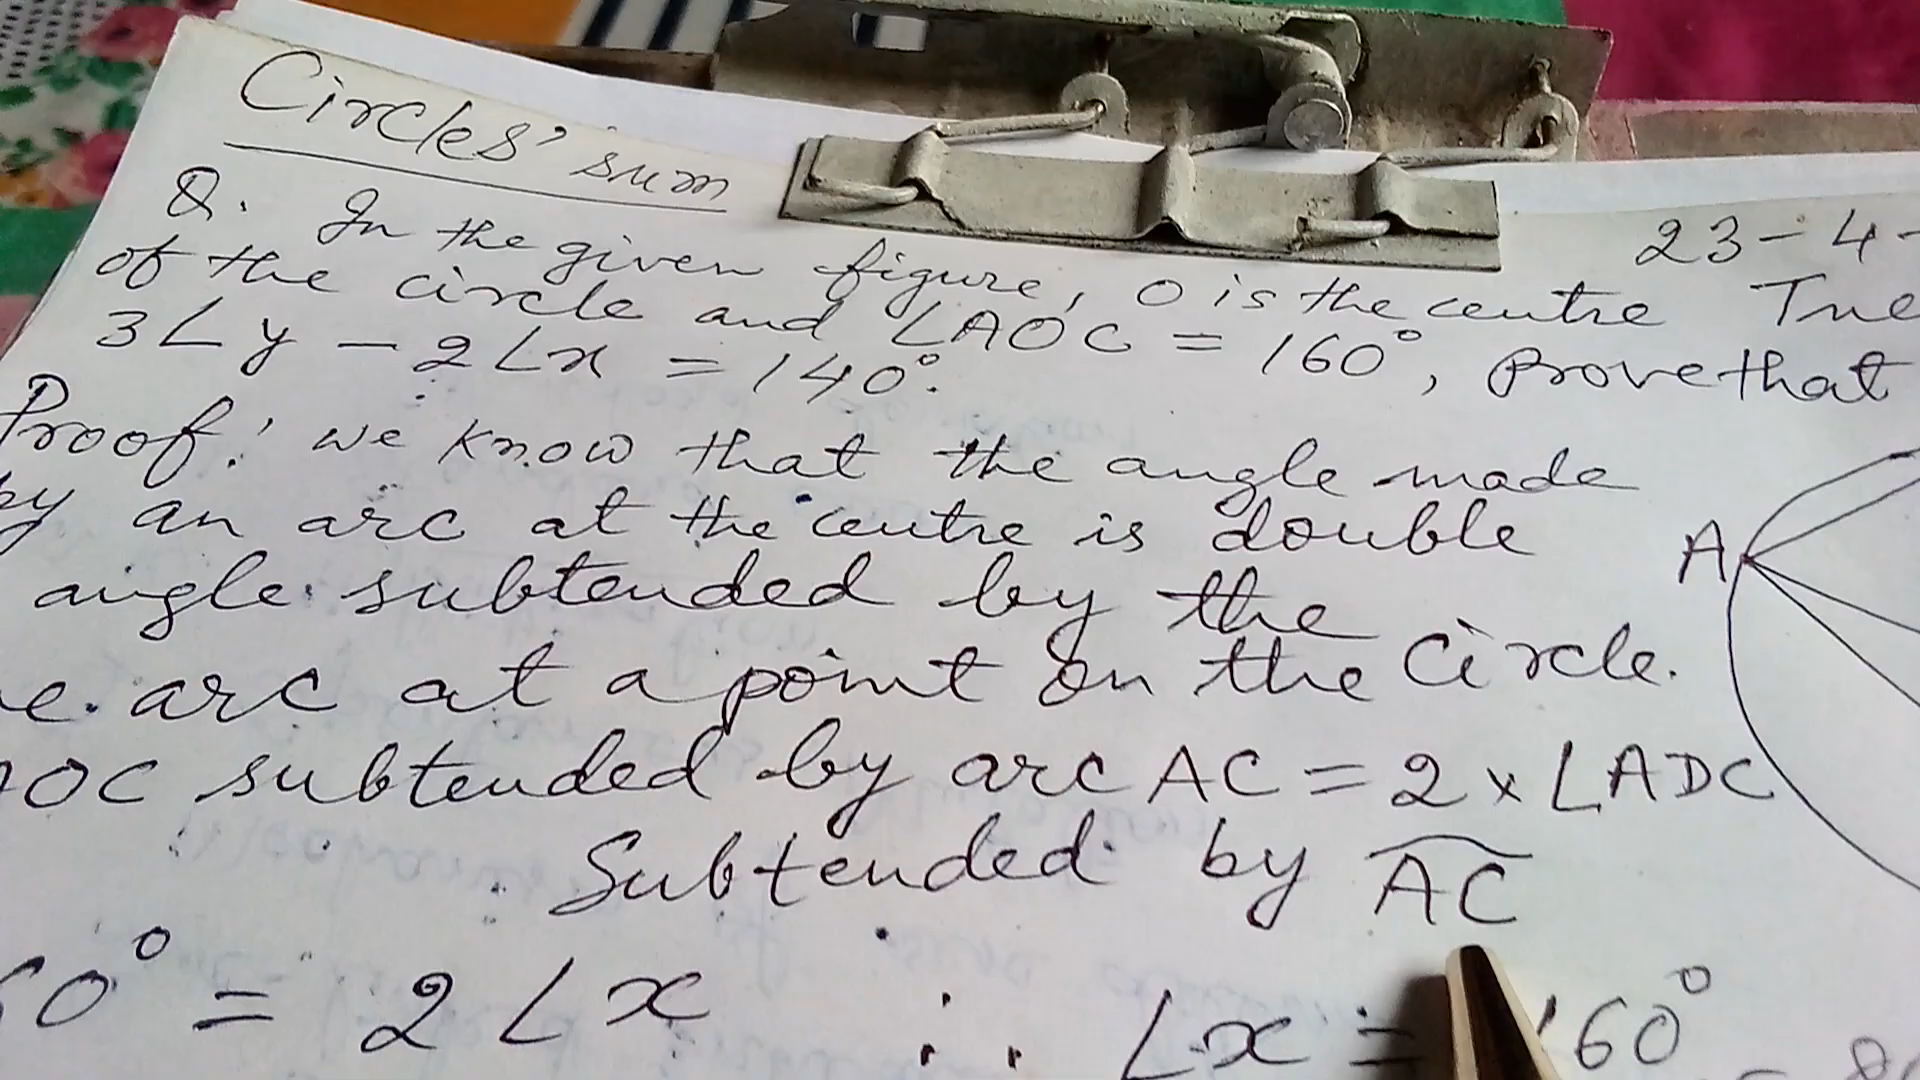 Circles' sum
23-4-
Q. In the given figure, O is the centre
of the circle and ∠AOC = 160°, Prove that
3∠y - 2∠x = 140°.
Proof: we know that the angle made
by an arc at the centre is double
angle subtended by the
arc at a point on the circle.
OC subtended by arc AC = 2 x ∠ADC
Subtended by AC
60° = 2∠x ∴ ∠x = 160°
A